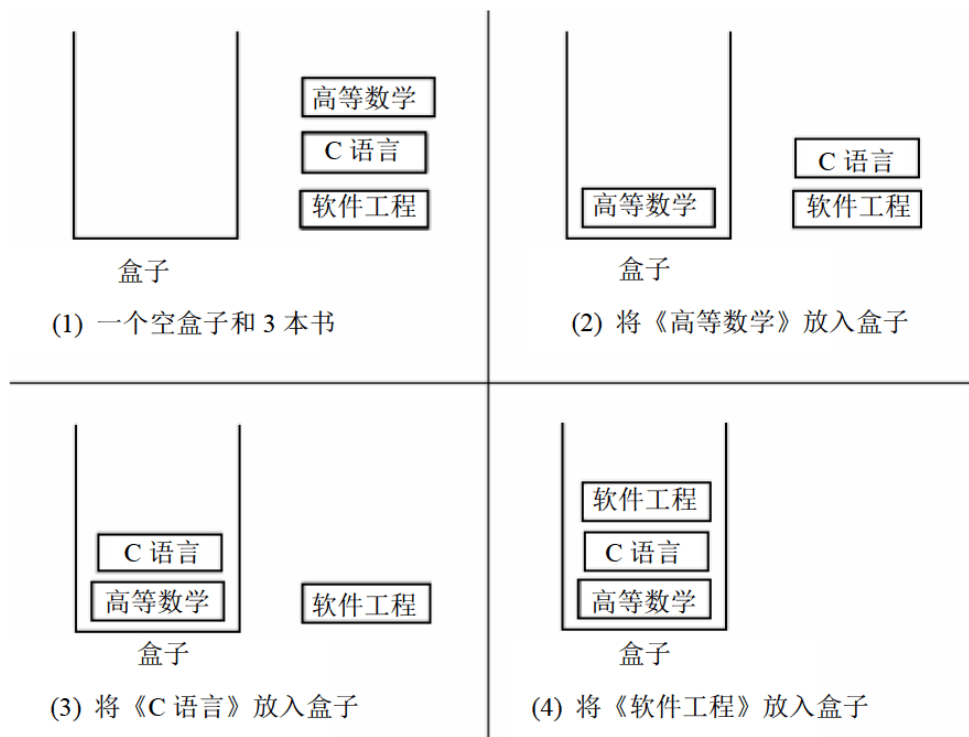 高等数学
C 语言
软件工程
盒子
(1) 一个空盒子和 3 本书
C 语言
高等数学
软件工程
盒子
(2) 将《高等数学》放入盒子
C 语言
高等数学
软件工程
盒子
(3) 将《C 语言》放入盒子
软件工程
C 语言
高等数学
盒子
(4) 将《软件工程》放入盒子